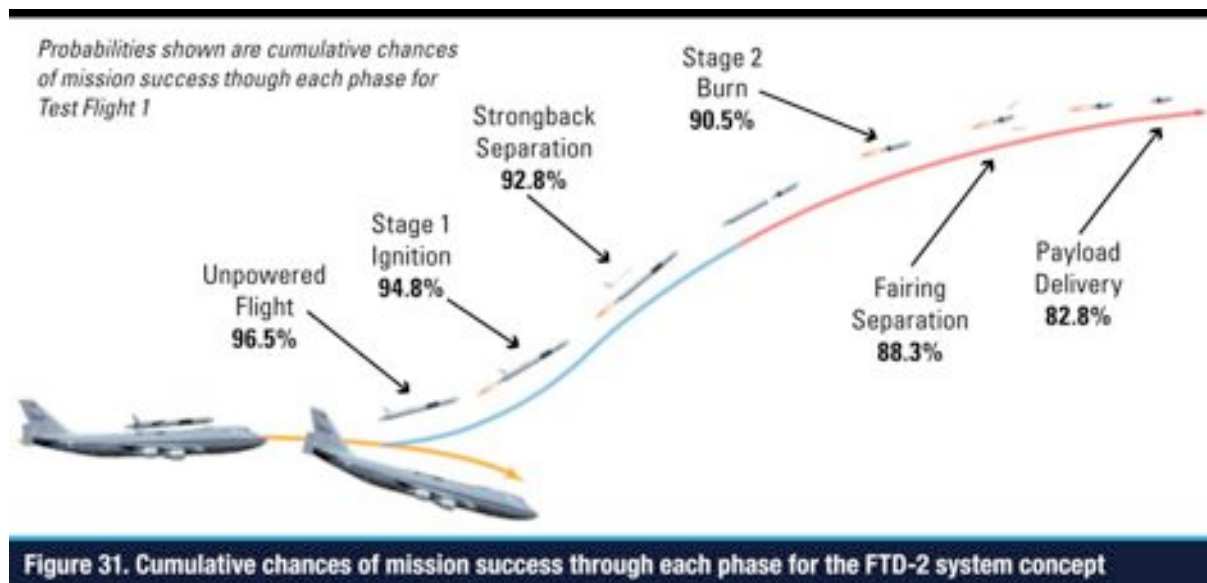 Probabilities shown are cumulative chances
of mission success though each phase for
Test Flight 1
Unpowered
Flight
96.5%
Stage 1
Ignition
94.8%
Strongback
Separation
92.8%
Stage 2
Burn
90.5%
Fairing
Separation
88.3%
Payload
Delivery
82.8%
Figure 31. Cumulative chances of mission success through each phase for the FTD-2 system concept